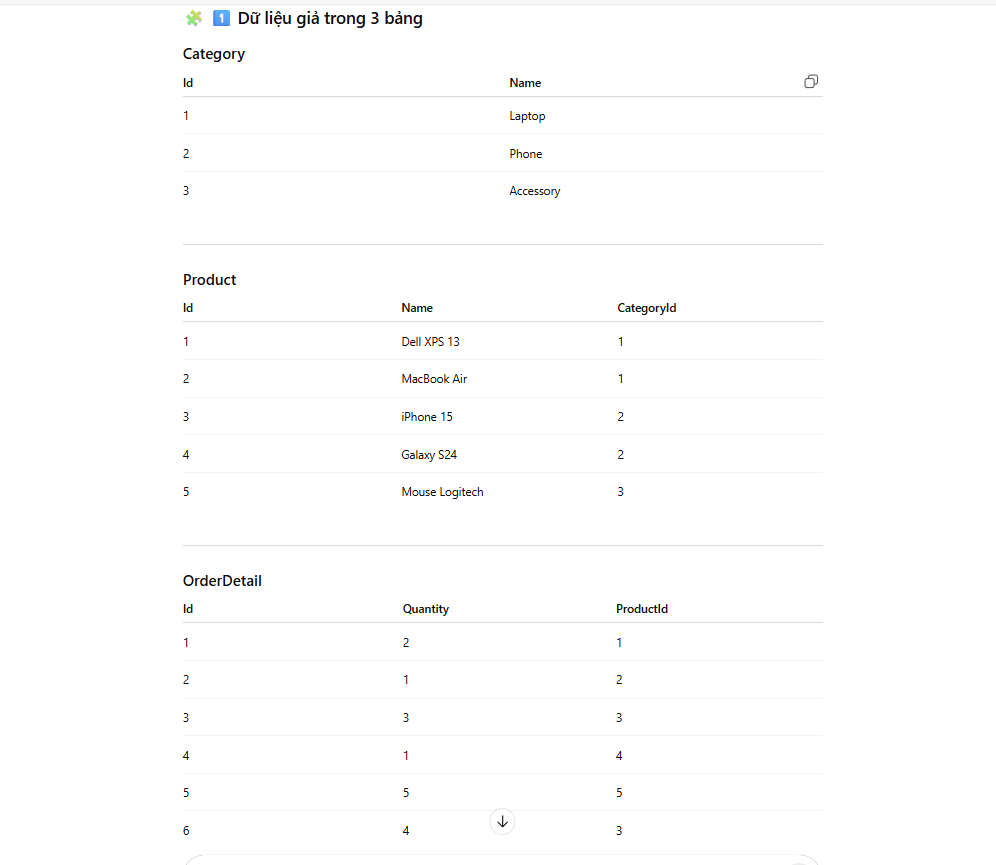 🧩 1️⃣ Dữ liệu giả trong 3 bảng
Category
Id Name
1 Laptop
2 Phone
3 Accessory
Product
Id Name CategoryId
1 Dell XPS 13 1
2 MacBook Air 1
3 iPhone 15 2
4 Galaxy S24 2
5 Mouse Logitech 3
OrderDetail
Id Quantity ProductId
1 2 1
2 1 2
3 3 3
4 1 4
5 5 5
6 4 3